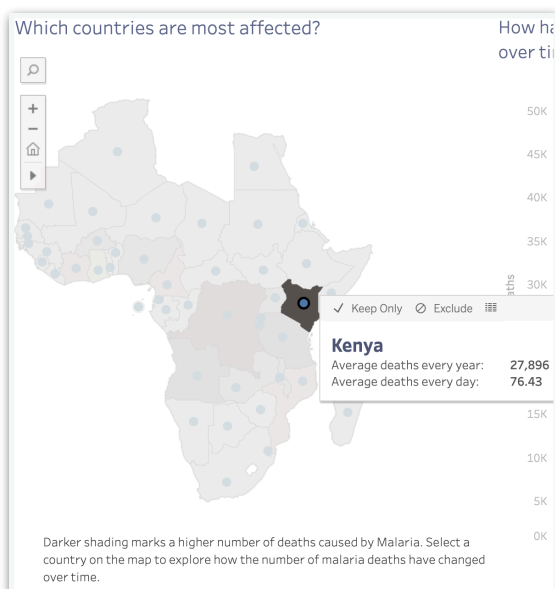 Which countries are most affected?
How ha
over ti
50K
45K
40K
35K
30K
aths
Keep Only Exclude
Kenya
Average deaths every year: 27,896
Average deaths every day: 76.43
15K
10K
5K
0K
Darker shading marks a higher number of deaths caused by Malaria. Select a
country on the map to explore how the number of malaria deaths have changed
over time.